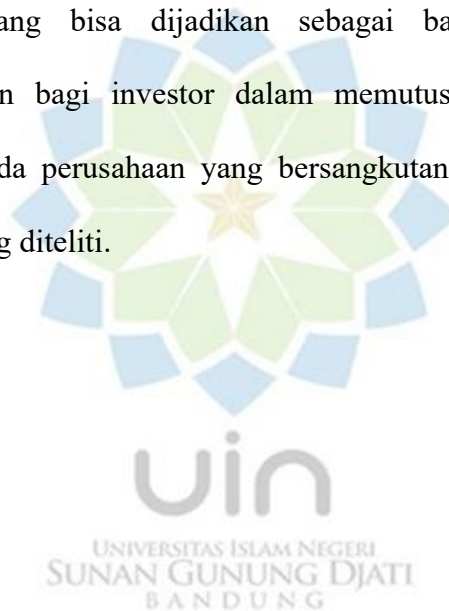 ang bisa dijadikan sebagai ba
n bagi investor dalam memutus
da perusahaan yang bersangkutan
g diteliti.
uin
UNIVERSITAS ISLAM NEGERI
SUNAN GUNUNG DJATI
BANDUNG